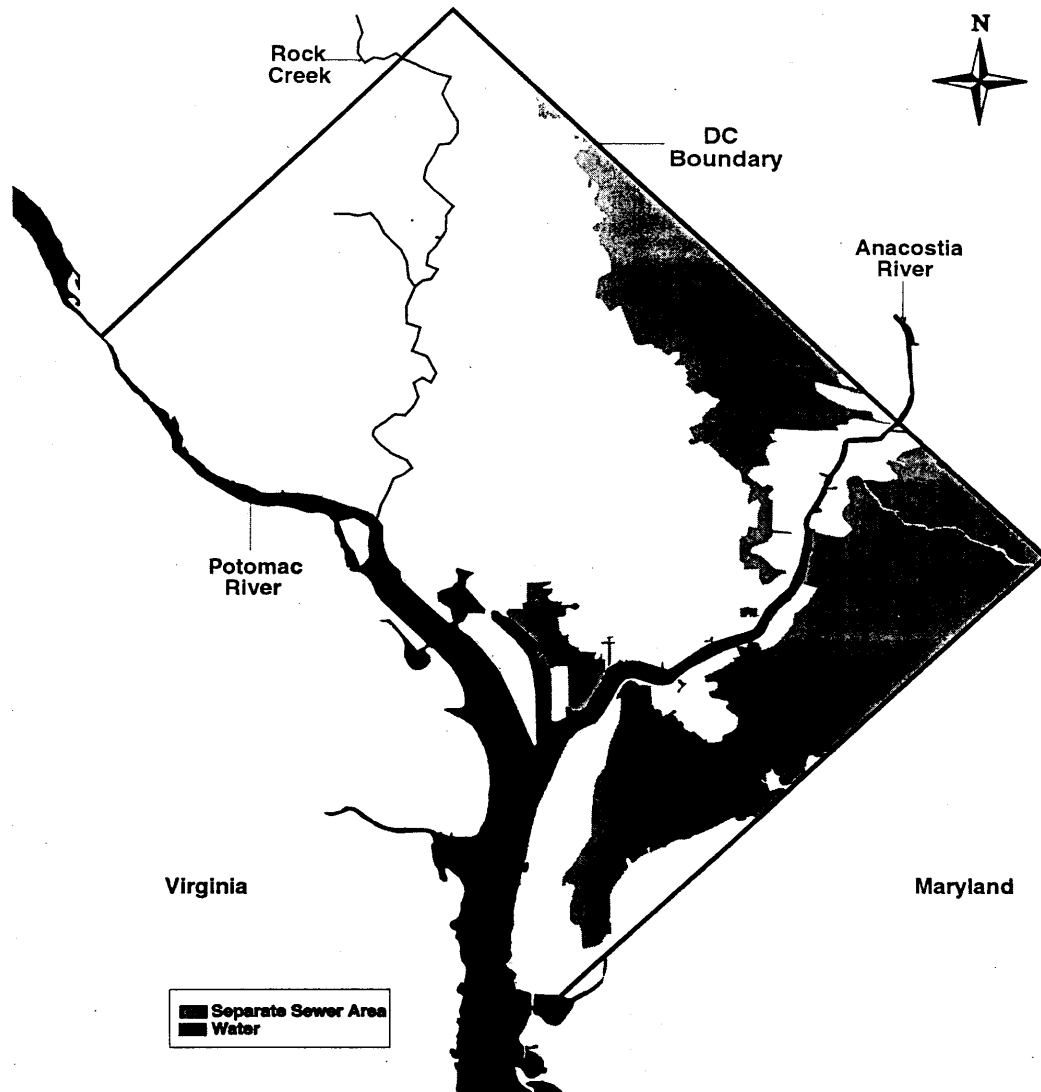 N
Rock
Creek
DC
Boundary
Anacostia
River
Potomac
River
Virginia
Maryland
Separate Sewer Area
Water